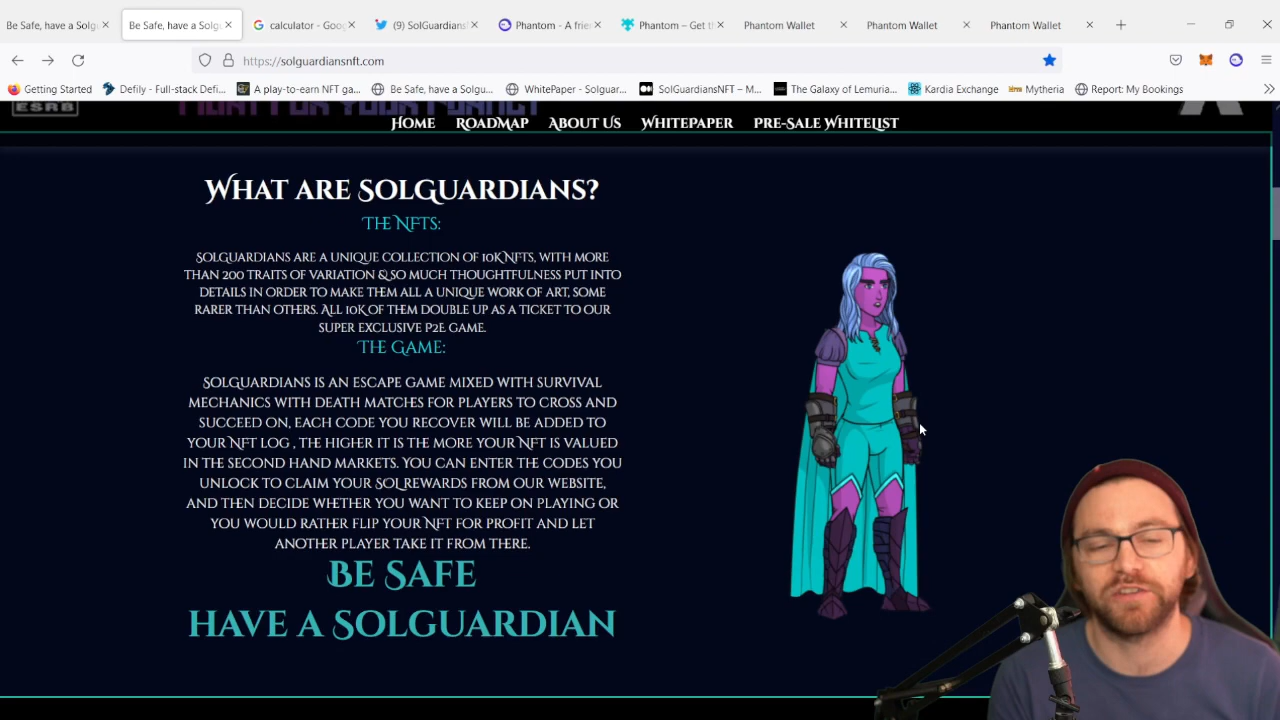 Be Safe, have a Solg
Be Safe, have a Solgu
calculator - Goog
(9) SolGuardians
Phantom - A frie
Phantom – Get th
Phantom Wallet
Phantom Wallet
Phantom Wallet
https://solguardiansnft.com
Getting Started
Defily - Full-stack Defi...
A play-to-earn NFT ga...
Be Safe, have a Solgu...
WhitePaper - Solguar...
SolGuardiansNFT – M...
The Galaxy of Lemuria...
Kardia Exchange
Mytheria
Report: My Bookings
ESRB
FIGHT FOR YOUR PLANET
HOME
ROADMAP
ABOUT US
WHITEPAPER
PRE-SALE WHITELIST
WHAT ARE SOLGUARDIANS?
THE NFTS:
SOLGUARDIANS ARE A UNIQUE COLLECTION OF 10K NFTS, WITH MORE
THAN 200 TRAITS OF VARIATION & SO MUCH THOUGHTFULNESS PUT INTO
DETAILS IN ORDER TO MAKE THEM ALL A UNIQUE WORK OF ART, SOME
RARER THAN OTHERS. ALL 10K OF THEM DOUBLE UP AS A TICKET TO OUR
SUPER EXCLUSIVE P2E GAME.
THE GAME:
SOLGUARDIANS IS AN ESCAPE GAME MIXED WITH SURVIVAL
MECHANICS WITH DEATH MATCHES FOR PLAYERS TO CROSS AND
SUCCEED ON, EACH CODE YOU RECOVER WILL BE ADDED TO
YOUR NFT LOG , THE HIGHER IT IS THE MORE YOUR NFT IS VALUED
IN THE SECOND HAND MARKETS. YOU CAN ENTER THE CODES YOU
UNLOCK TO CLAIM YOUR SOL REWARDS FROM OUR WEBSITE,
AND THEN DECIDE WHETHER YOU WANT TO KEEP ON PLAYING OR
YOU WOULD RATHER FLIP YOUR NFT FOR PROFIT AND LET
ANOTHER PLAYER TAKE IT FROM THERE.
BE SAFE
HAVE A SOLGUARDIAN